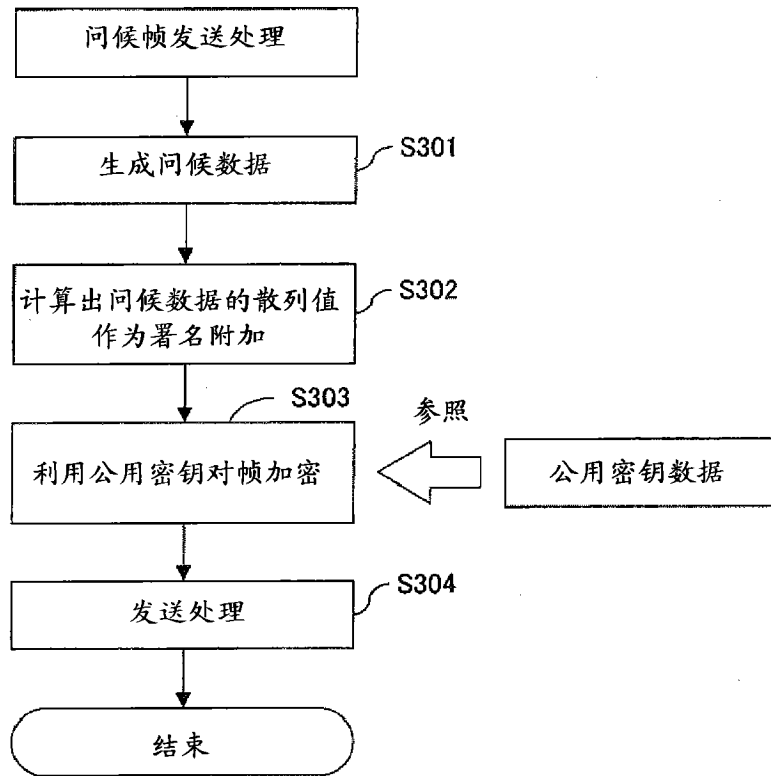 问候帧发送处理
生成问候数据
S301
计算出问候数据的散列值
作为署名附加
S302
S303
利用公用密钥对帧加密
参照
公用密钥数据
发送处理
S304
结束